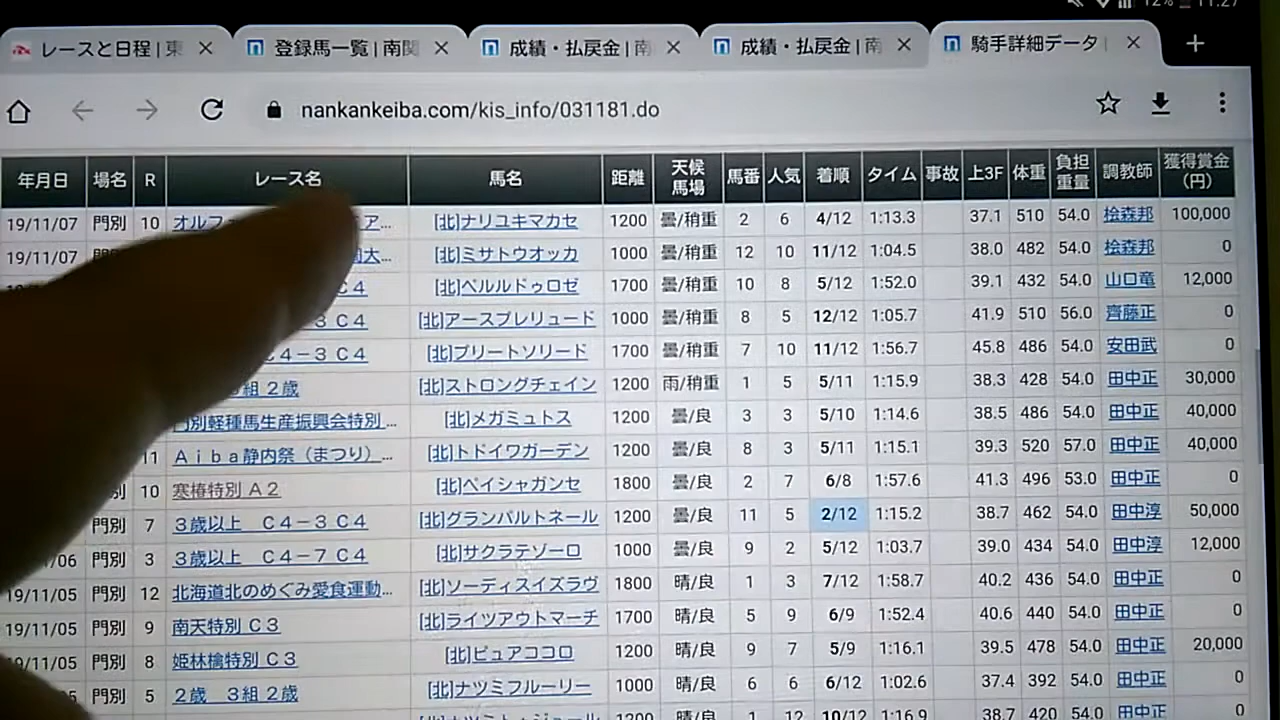 12% 11:27
レースと日程 | 東 × 登録馬一覧 | 南関 × 成績・払戻金 | 南 × 成績・払戻金 | 南 × 騎手詳細データ | × +
nankankeiba.com/kis_info/031181.do
年月日 場名 R レース名 馬名 距離 天候 馬場 馬番 人気 着順 タイム 事故 上3F 体重 負担 重量 調教師 獲得賞金 (円)
19/11/07 門別 10 オルフ ア... [北]ナリユキマカセ 1200 曇/稍重 2 6 4/12 1:13.3 37.1 510 54.0 桧森邦 100,000
19/11/07 ... [北]ミサトウオッカ 1000 曇/稍重 12 10 11/12 1:04.5 38.0 482 54.0 桧森邦 0
C4 [北]ベルルドゥロゼ 1700 曇/稍重 10 8 5/12 1:52.0 39.1 432 54.0 山口竜 12,000
3 C4 [北]アースプレリュード 1000 曇/稍重 8 5 12/12 1:05.7 41.9 510 56.0 齊藤正 0
C4－3 C4 [北]ブリートソリード 1700 曇/稍重 7 10 11/12 1:56.7 45.8 486 54.0 安田武 0
組 2歳 [北]ストロングチェイン 1200 雨/稍重 1 5 5/11 1:15.9 38.3 428 54.0 田中正 30,000
門別軽種馬生産振興会特別... [北]メガミュトス 1200 曇/良 3 3 5/10 1:14.6 38.5 486 54.0 田中正 40,000
11 Aiba静内祭（まつり）... [北]トドイワガーデン 1200 曇/良 8 3 5/11 1:15.1 39.3 520 57.0 田中正 40,000
別 10 寒椿特別 A2 [北]ベイシャガンセ 1800 曇/良 2 7 6/8 1:57.6 41.3 496 53.0 田中正 0
門別 7 3歳以上 C4－3 C4 [北]グランバルトネール 1200 曇/良 11 5 2/12 1:15.2 38.7 462 54.0 田中淳 50,000
/06 門別 3 3歳以上 C4－7 C4 [北]サクラテゾーロ 1000 曇/良 9 2 5/12 1:03.7 39.0 434 54.0 田中淳 12,000
19/11/05 門別 12 北海道北のめぐみ愛食運動... [北]ソーディスイズラヴ 1800 晴/良 1 3 7/12 1:58.7 40.2 436 54.0 田中正 0
19/11/05 門別 9 南天特別 C3 [北]ライツアウトマーチ 1700 晴/良 5 9 6/9 1:52.4 40.6 440 54.0 田中正 0
19/11/05 門別 8 姫林檎特別 C3 [北]ピュアココロ 1200 晴/良 9 7 5/9 1:16.1 39.5 478 54.0 田中正 20,000
門別 5 2歳 3組 2歳 [北]ナツミフルーリー 1000 晴/良 6 6 6/12 1:02.6 37.4 392 54.0 田中正 0
1200 晴/良 1 12 10/12 1:16.9 38.7 420 54.0 田中正 0